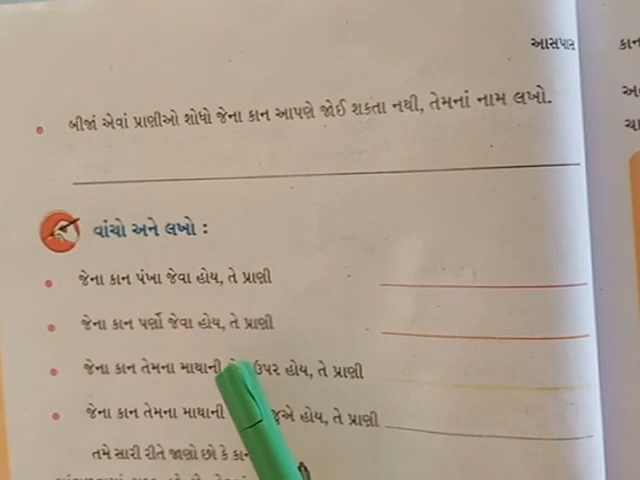 આસપાસ
બીજાં એવાં પ્રાણીઓ શોધો જેના કાન આપણે જોઈ શકતા નથી, તેમનાં નામ લખો.
વાંચો અને લખો :
જેના કાન પંખા જેવા હોય, તે પ્રાણી
જેના કાન પર્ણો જેવા હોય, તે પ્રાણી
જેના કાન તેમના માથાની ઉપર હોય, તે પ્રાણી
જેના કાન તેમના માથાની હોય, તે પ્રાણી
તમે સારી રીતે જાણો છો કે